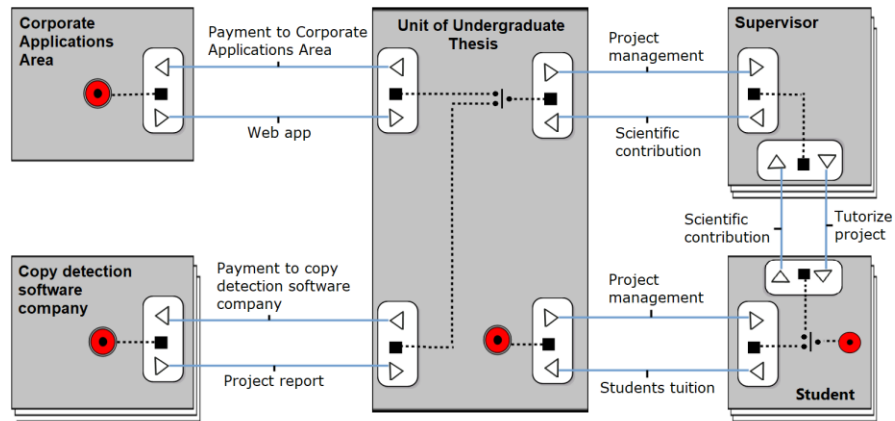 Corporate
Applications
Area
Payment to Corporate
Applications Area
Web app
Unit of Undergraduate
Thesis
Project
management
Scientific
contribution
Supervisor
Scientific
contribution
Tutorize
project
Copy detection
software
company
Payment to copy
detection software
company
Project report
Project
management
Students tuition
Student